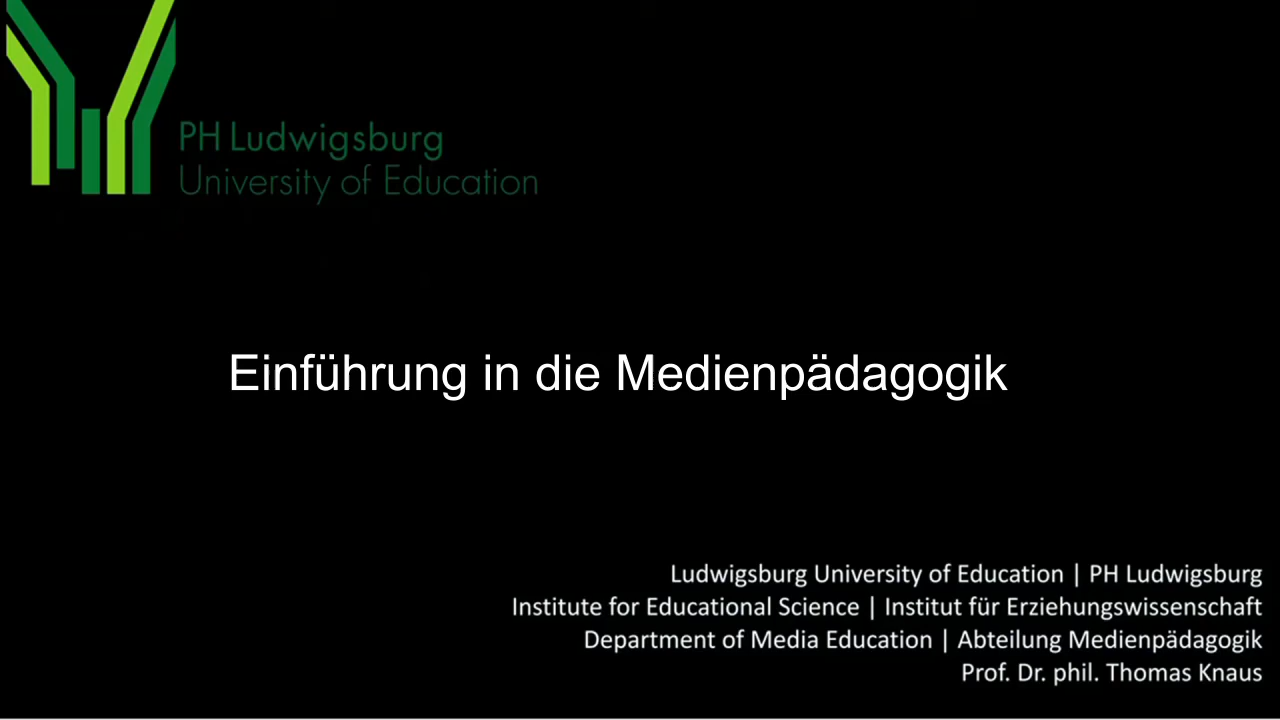 PH Ludwigsburg
University of Education
Einführung in die Medienpädagogik
Ludwigsburg University of Education | PH Ludwigsburg
Institute for Educational Science | Institut für Erziehungswissenschaft
Department of Media Education | Abteilung Medienpädagogik
Prof. Dr. phil. Thomas Knaus